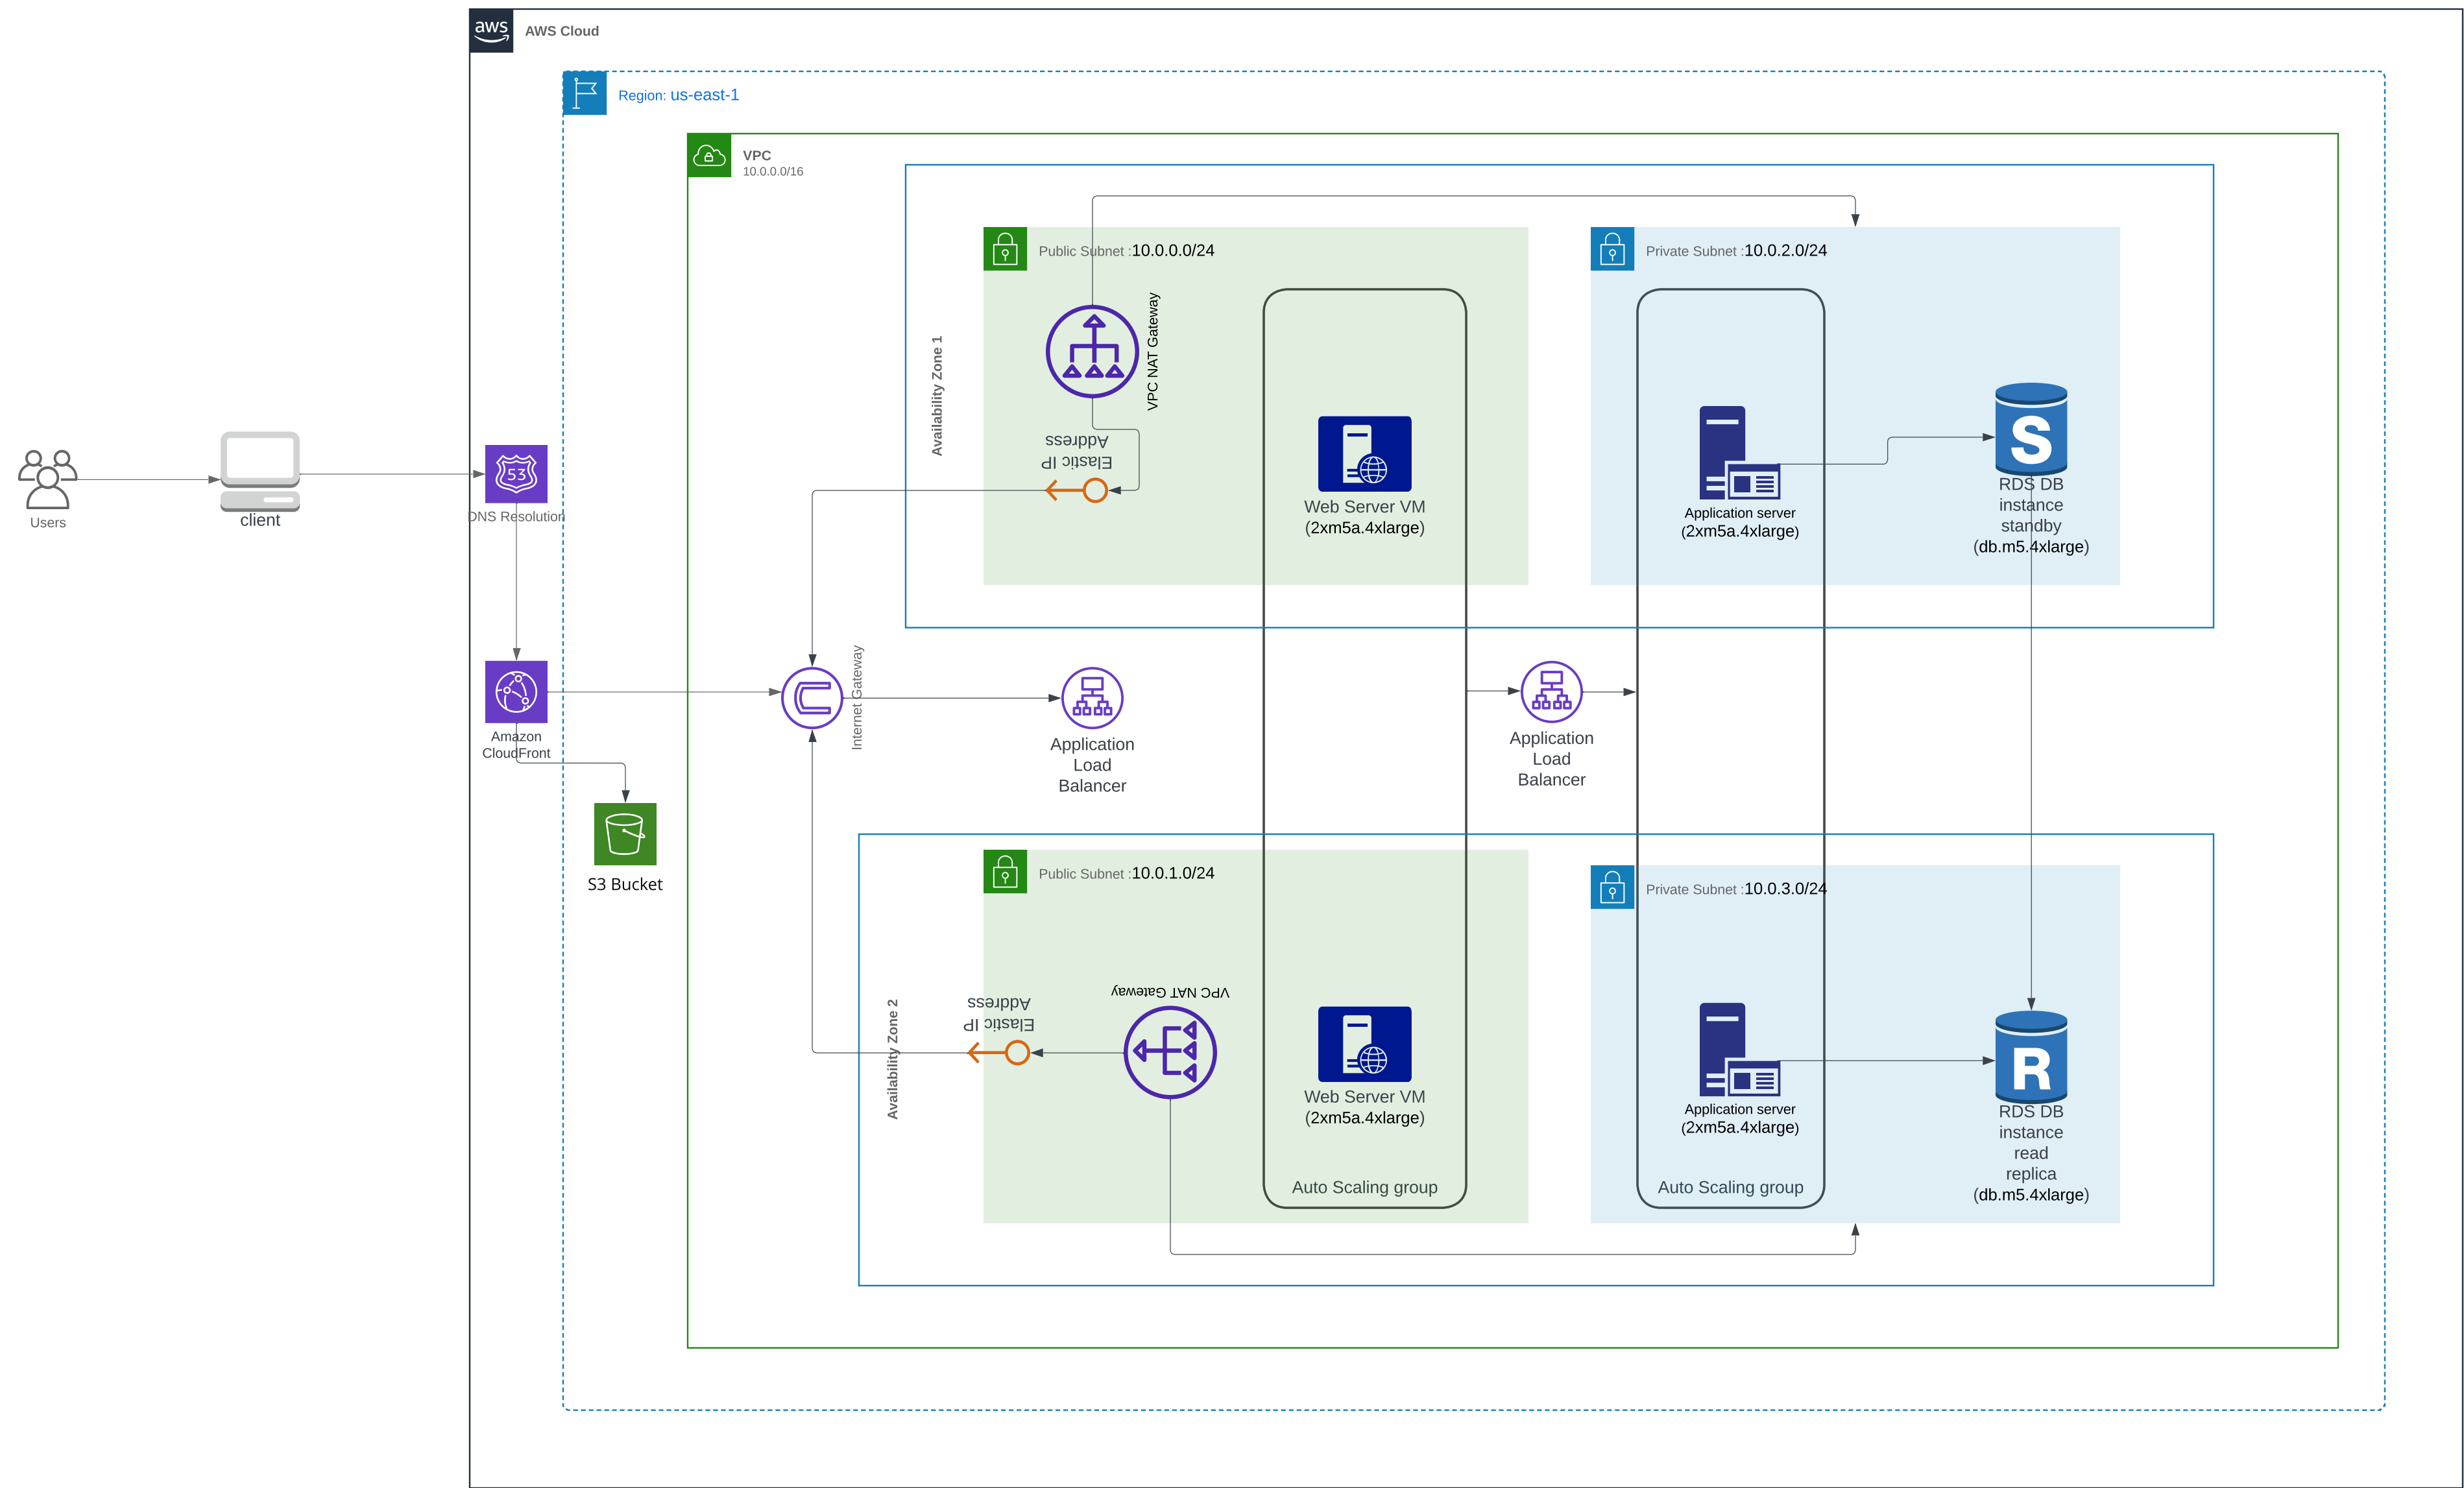 aws
AWS Cloud
Region: us-east-1
VPC
10.0.0.0/16
Public Subnet :10.0.0.0/24
Private Subnet :10.0.2.0/24
Availability Zone 1
VPC NAT Gateway
Elastic IP
Address
Web Server VM
(2xm5a.4xlarge)
Application server
(2xm5a.4xlarge)
S
RDS DB
instance
standby
(db.m5.4xlarge)
Users
client
53
DNS Resolution
Amazon
CloudFront
S3 Bucket
Internet Gateway
Application
Load
Balancer
Application
Load
Balancer
Public Subnet :10.0.1.0/24
Private Subnet :10.0.3.0/24
Availability Zone 2
Elastic IP
Address
VPC NAT Gateway
Web Server VM
(2xm5a.4xlarge)
Auto Scaling group
Application server
(2xm5a.4xlarge)
Auto Scaling group
R
RDS DB
instance
read
replica
(db.m5.4xlarge)